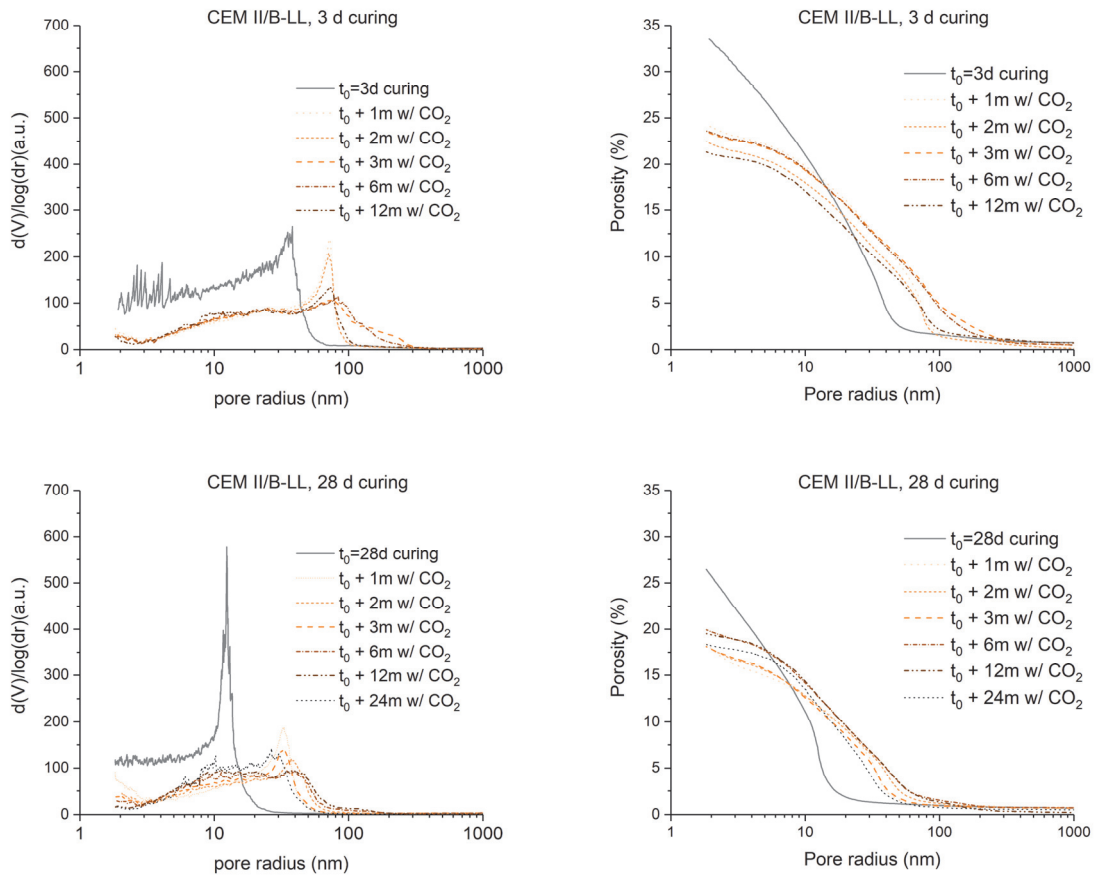 CEM II/B-LL, 3 d curing
d(V)/log(dr)(a.u.)
700
600
500
400
300
200
100
0
t₀=3d curing
t₀ + 1m w/ CO₂
t₀ + 2m w/ CO₂
t₀ + 3m w/ CO₂
t₀ + 6m w/ CO₂
t₀ + 12m w/ CO₂
1 10 100 1000
pore radius (nm)
CEM II/B-LL, 3 d curing
Porosity (%)
35
30
25
20
15
10
5
0
t₀=3d curing
t₀ + 1m w/ CO₂
t₀ + 2m w/ CO₂
t₀ + 3m w/ CO₂
t₀ + 6m w/ CO₂
t₀ + 12m w/ CO₂
1 10 100 1000
Pore radius (nm)
CEM II/B-LL, 28 d curing
d(V)/log(dr)(a.u.)
700
600
500
400
300
200
100
0
t₀=28d curing
t₀ + 1m w/ CO₂
t₀ + 2m w/ CO₂
t₀ + 3m w/ CO₂
t₀ + 6m w/ CO₂
t₀ + 12m w/ CO₂
t₀ + 24m w/ CO₂
1 10 100 1000
pore radius (nm)
CEM II/B-LL, 28 d curing
Porosity (%)
35
30
25
20
15
10
5
0
t₀=28d curing
t₀ + 1m w/ CO₂
t₀ + 2m w/ CO₂
t₀ + 3m w/ CO₂
t₀ + 6m w/ CO₂
t₀ + 12m w/ CO₂
t₀ + 24m w/ CO₂
1 10 100 1000
Pore radius (nm)